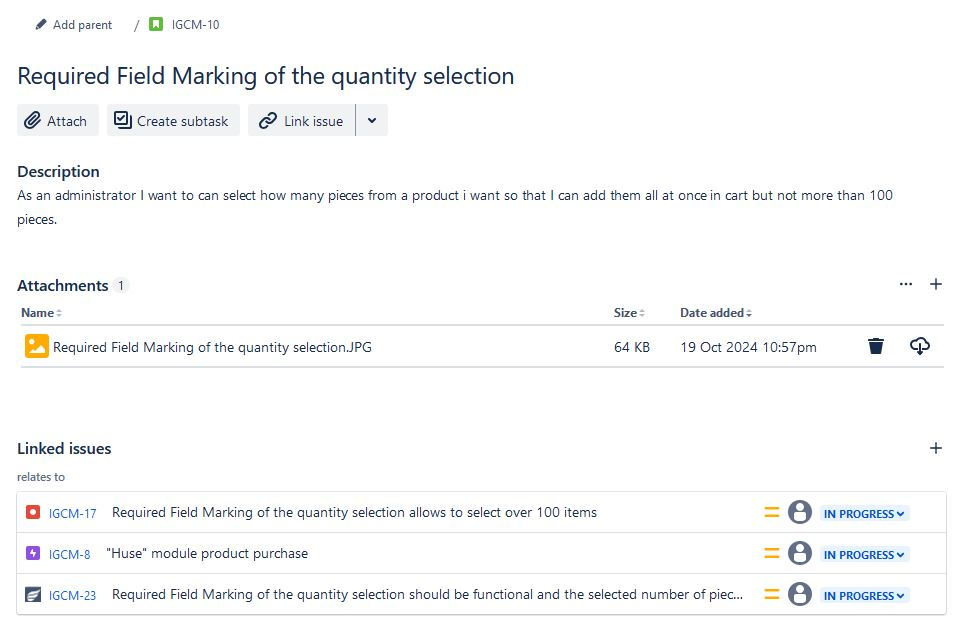 Add parent / IGCM-10
Required Field Marking of the quantity selection
Attach Create subtask Link issue
Description
As an administrator I want to can select how many pieces from a product i want so that I can add them all at once in cart but not more than 100
pieces.
Attachments 1
Name Size Date added
Required Field Marking of the quantity selection.JPG 64 KB 19 Oct 2024 10:57pm
Linked issues
relates to
IGCM-17 Required Field Marking of the quantity selection allows to select over 100 items IN PROGRESS
IGCM-8 "Huse" module product purchase IN PROGRESS
IGCM-23 Required Field Marking of the quantity selection should be functional and the selected number of piec... IN PROGRESS